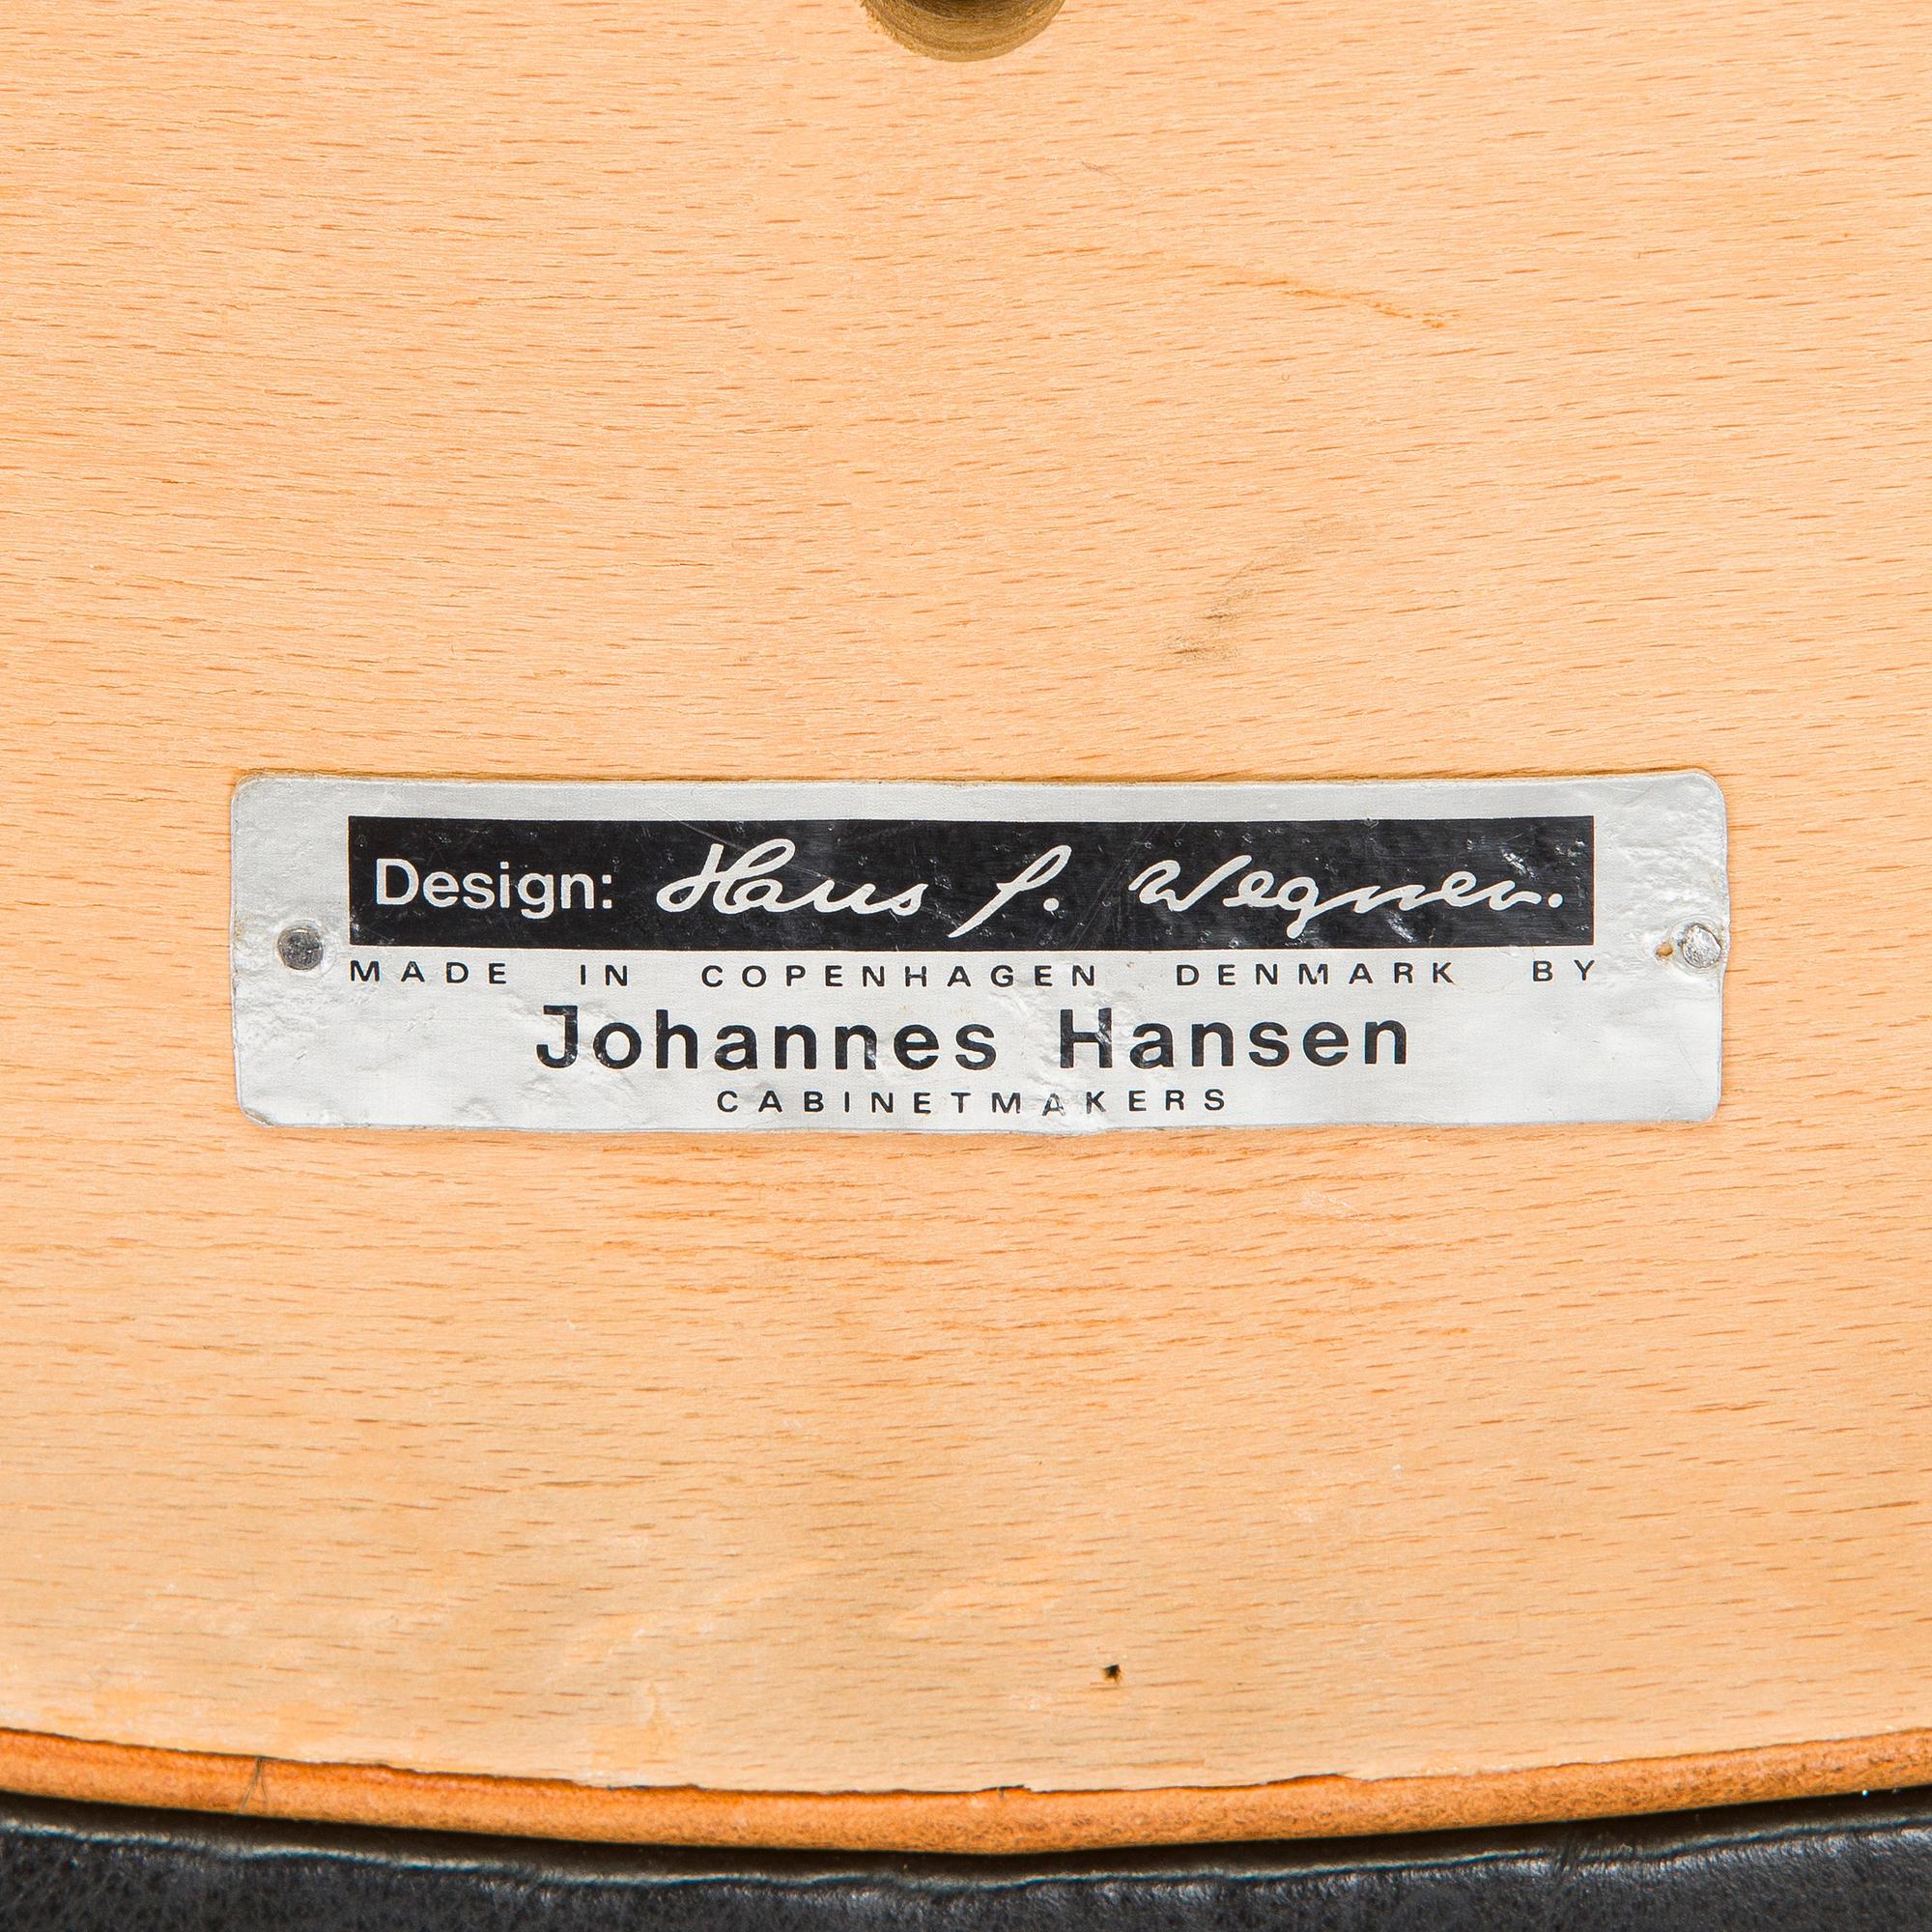 Design: Hans J. Wegner.
MADE IN COPENHAGEN DENMARK BY
Johannes Hansen
CABINETMAKERS